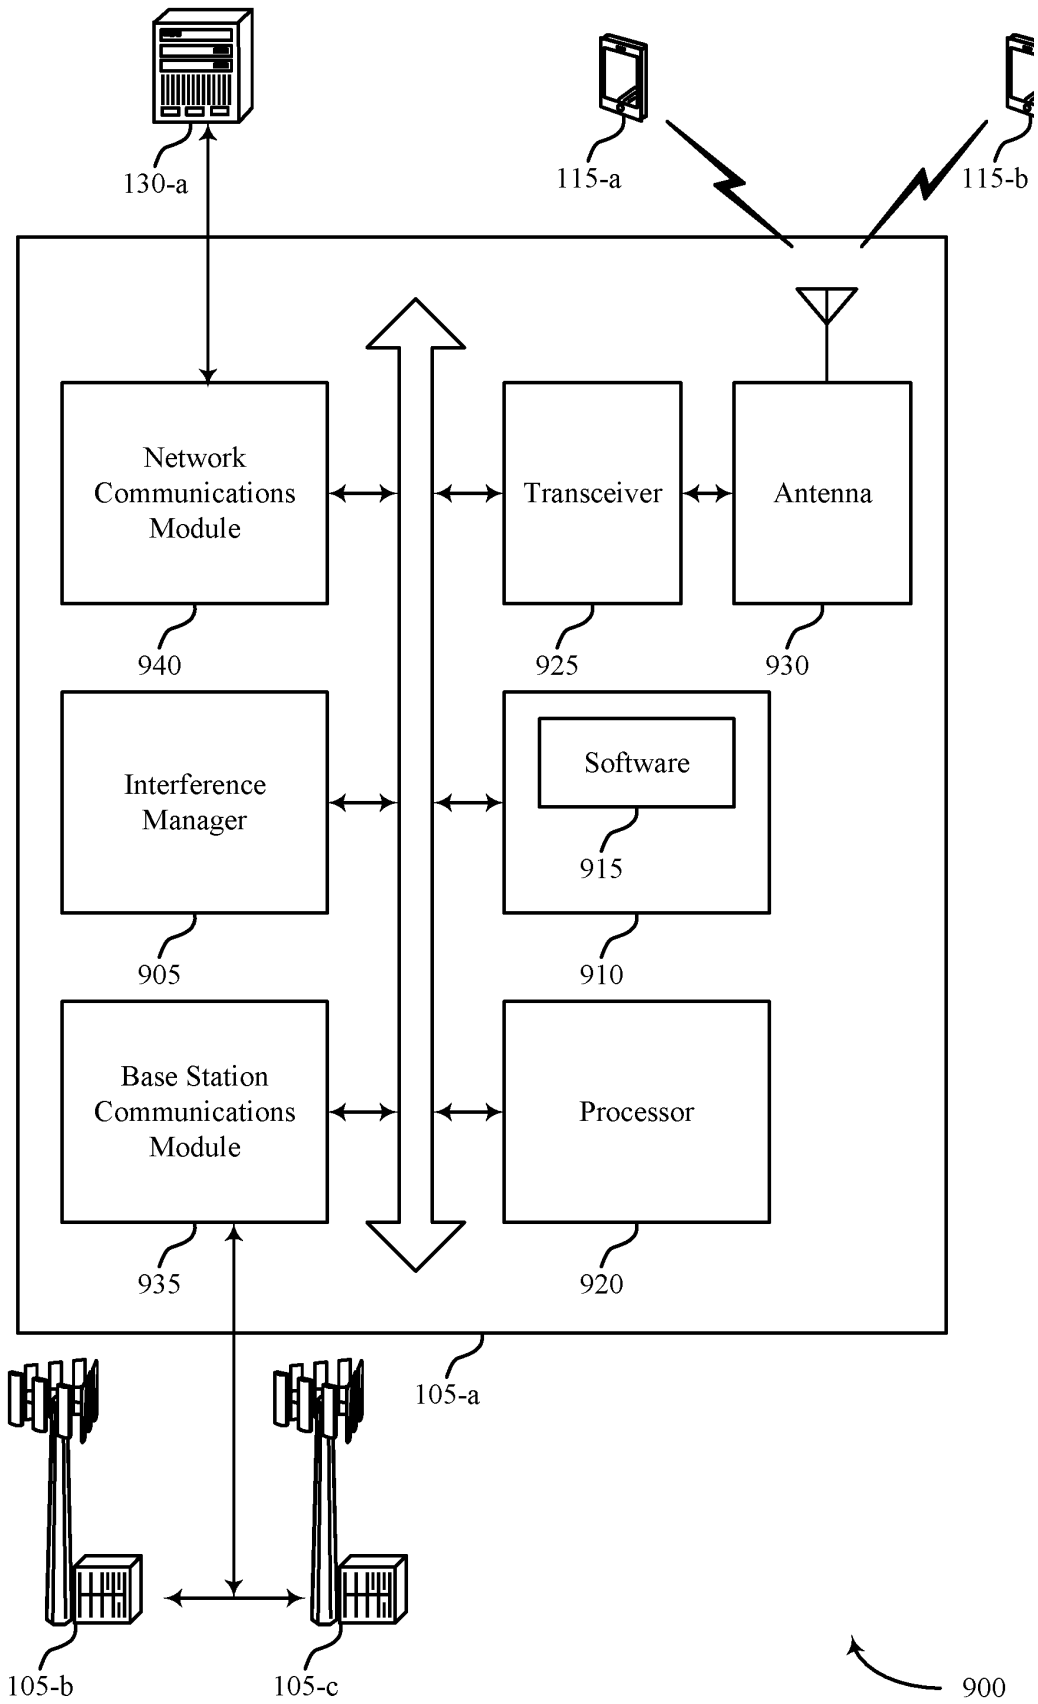 130-a
115-a
115-b
Network
Communications
Module
Transceiver
Antenna
940
925
930
Interference
Manager
Software
915
905
910
Base Station
Communications
Module
Processor
935
920
105-a
105-b
105-c
900